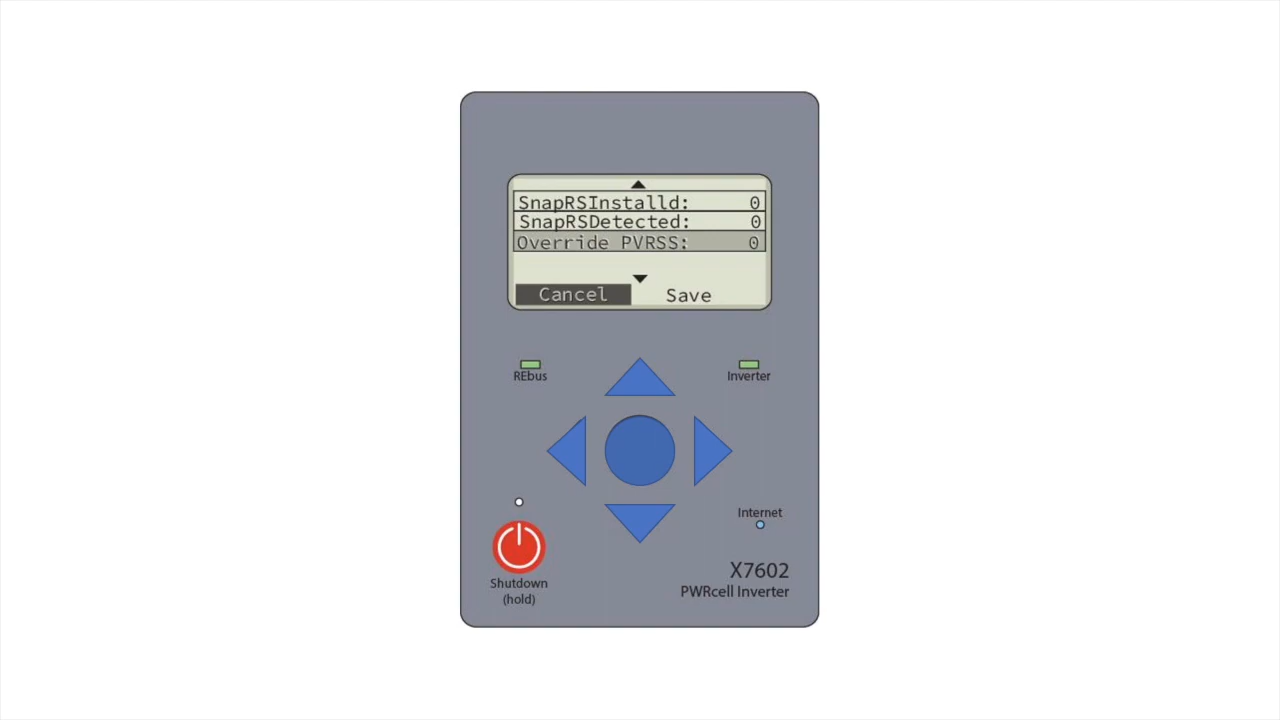 SnapRSInstalld: 0
SnapRSDetected: 0
Override PVRSS: 0
Cancel Save
REbus
Inverter
Internet
Shutdown
(hold)
X7602
PWRcell Inverter